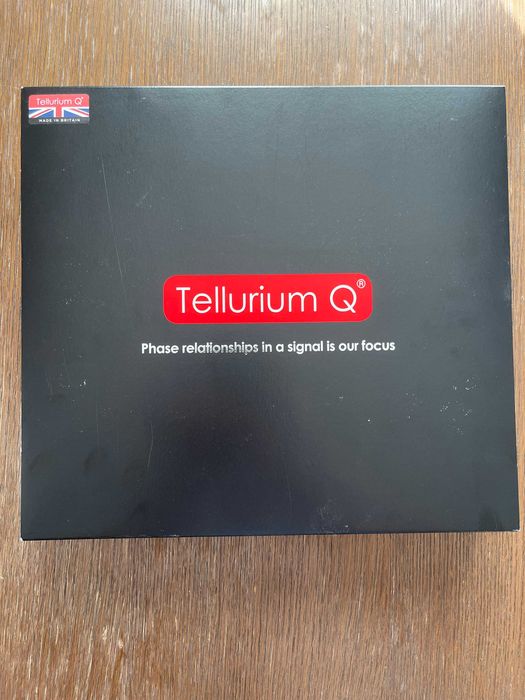 Tellurium Q®
MADE IN BRITAIN
Tellurium Q®
Phase relationships in a signal is our focus